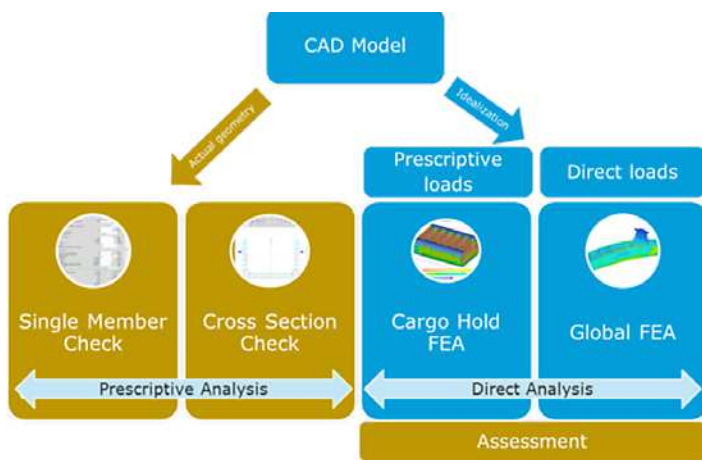 CAD Model
Actual geometry
Idealization
Prescriptive
loads
Direct loads
Single Member
Check
Cross Section
Check
Cargo Hold
FEA
Global FEA
Prescriptive Analysis
Direct Analysis
Assessment